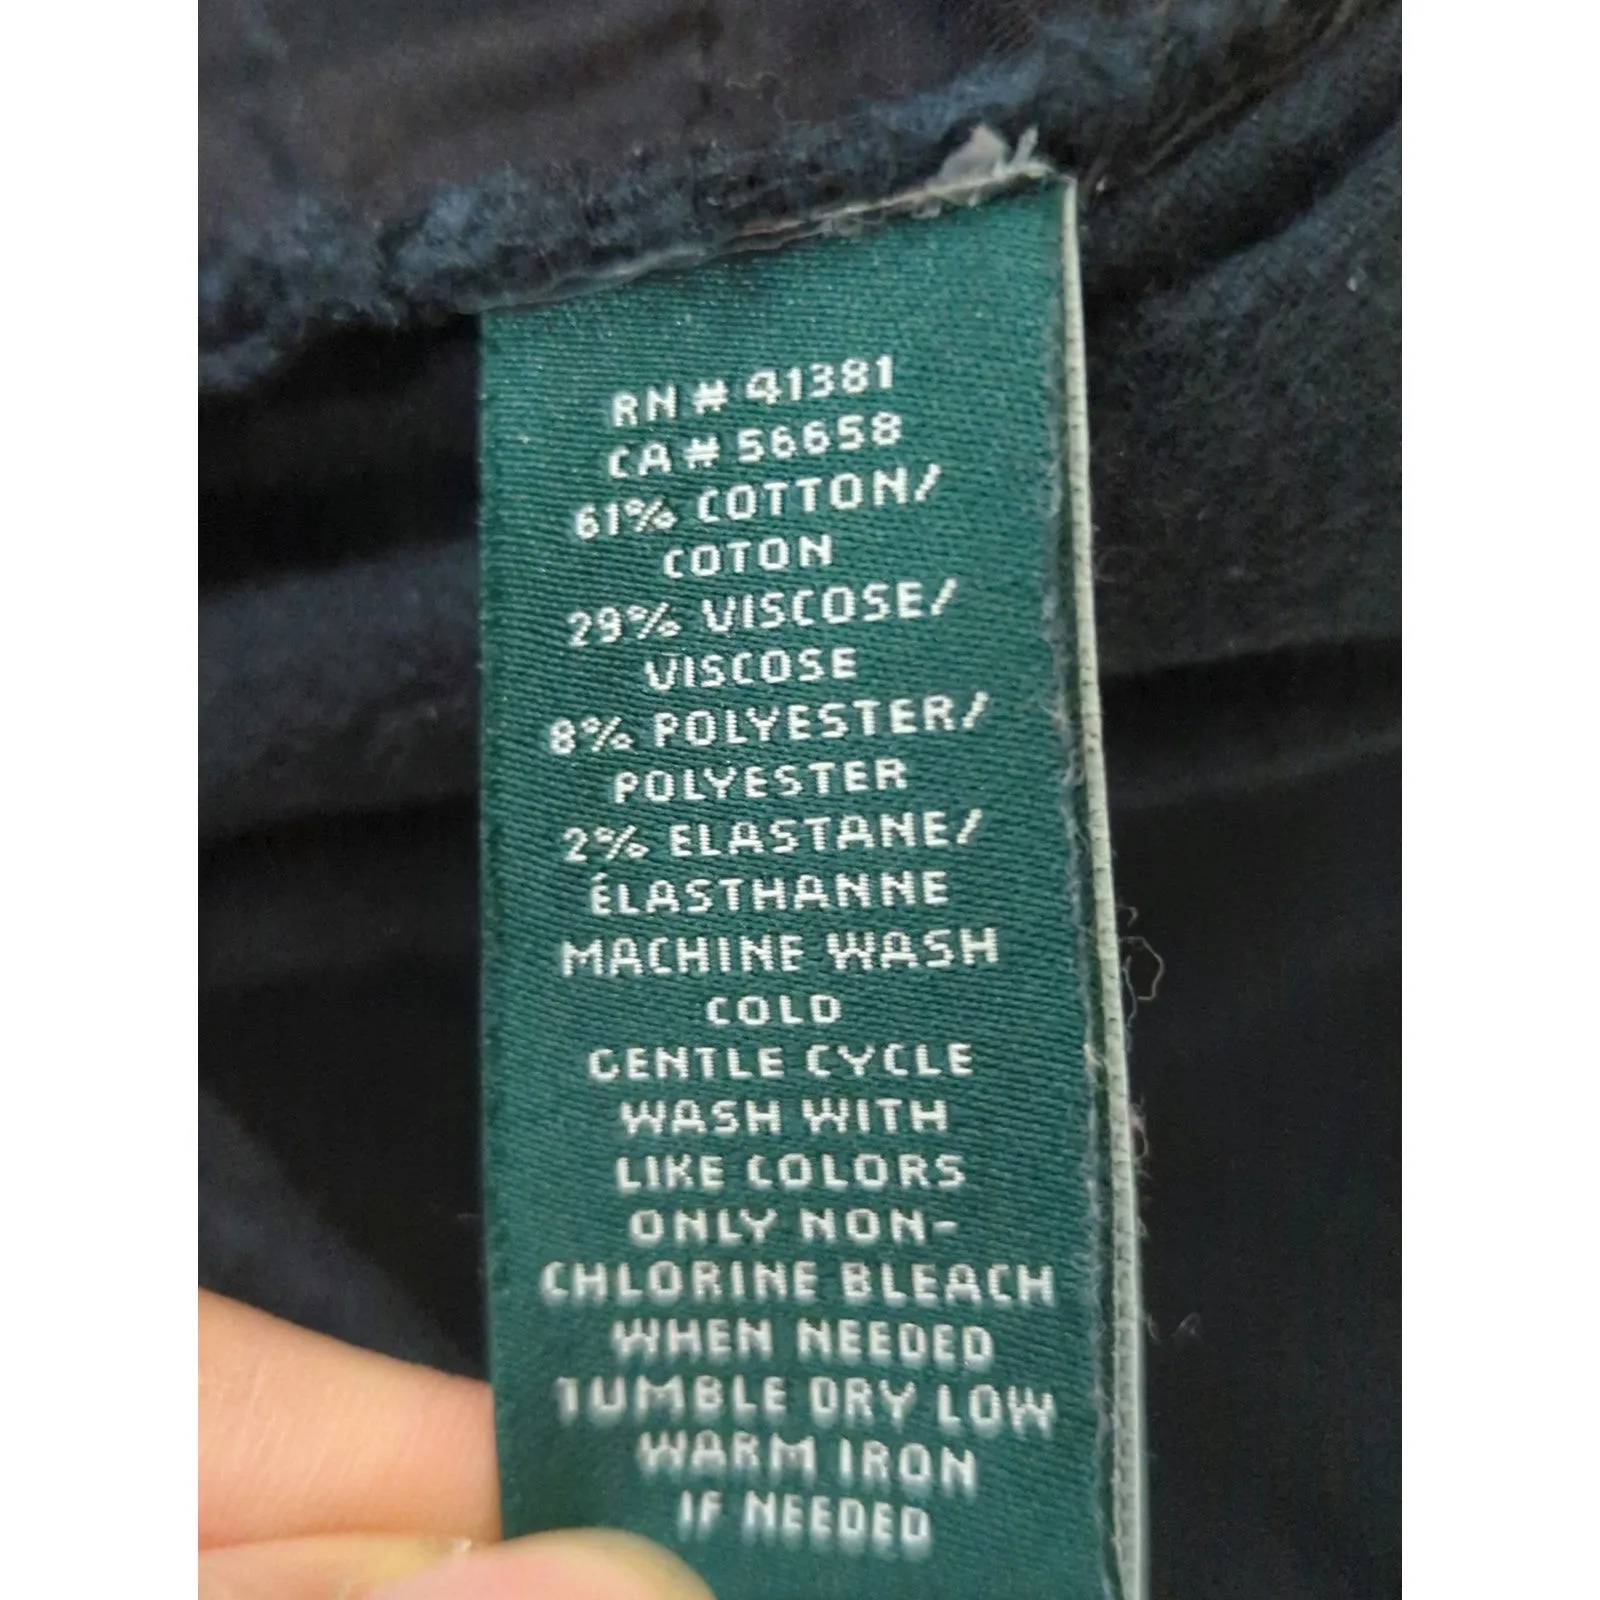 RN # 41381
CA # 56658
61% COTTON/
COTON
29% VISCOSE/
VISCOSE
8% POLYESTER/
POLYESTER
2% ELASTANE/
ÉLASTHANNE
MACHINE WASH
COLD
GENTLE CYCLE
WASH WITH
LIKE COLORS
ONLY NON-
CHLORINE BLEACH
WHEN NEEDED
TUMBLE DRY LOW
WARM IRON
IF NEEDED